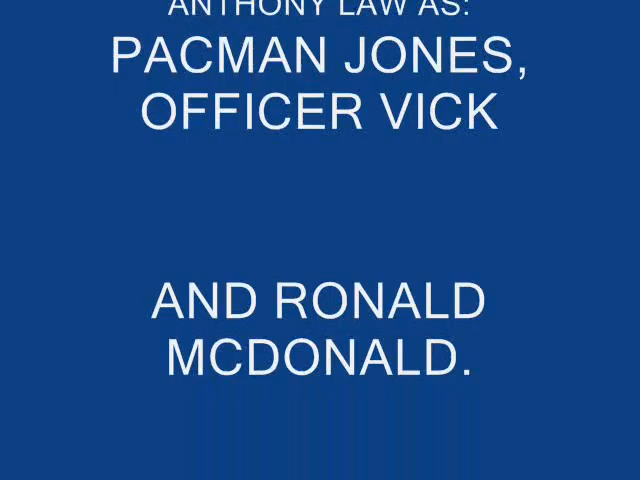 ANTHONY LAW AS:
PACMAN JONES,
OFFICER VICK
AND RONALD
MCDONALD.